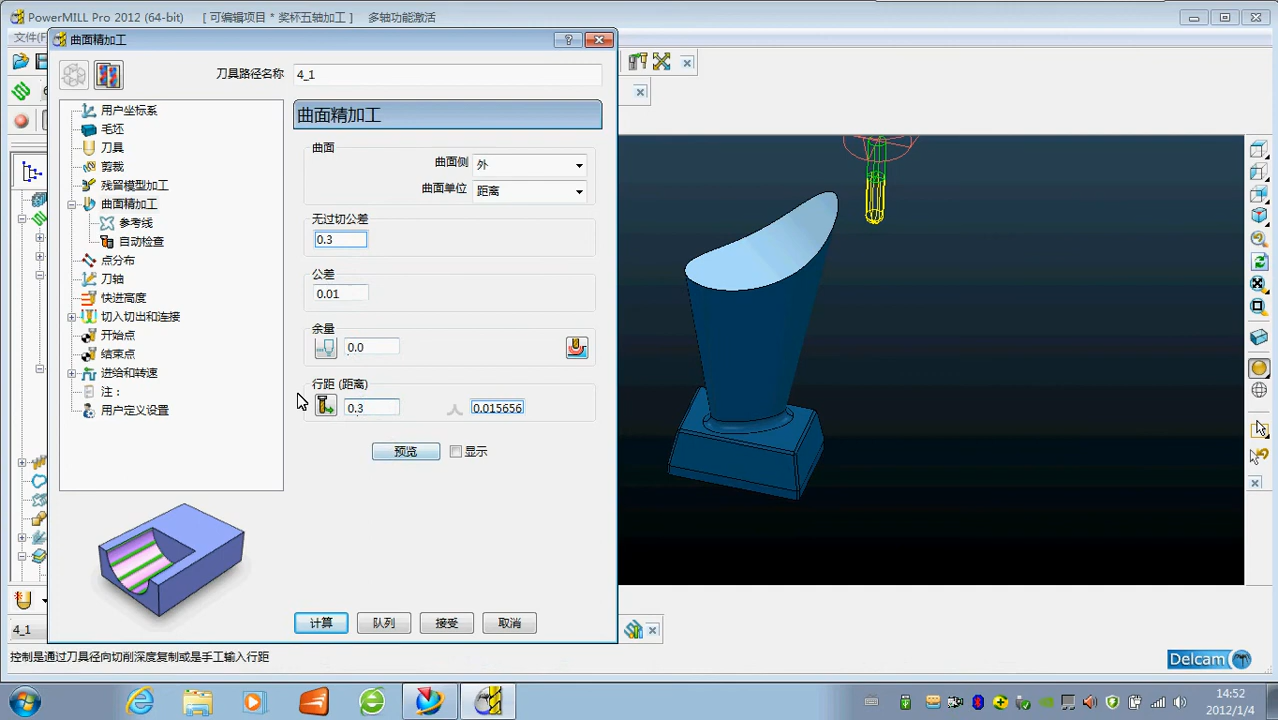 PowerMILL Pro 2012 (64-bit) [ 可编辑项目 * 奖杯五轴加工 ] 多轴功能激活
文件(F
曲面精加工
刀具路径名称 4_1
用户坐标系
毛坯
刀具
剪裁
残留模型加工
曲面精加工
参考线
自动检查
点分布
刀轴
快进高度
切入切出和连接
开始点
结束点
进给和转速
注:
用户定义设置
曲面精加工
曲面
曲面侧 外
曲面单位 距离
无过切公差
0.3
公差
0.01
余量
0.0
行距 (距离)
0.3 0.015656
预览 显示
计算 队列 接受 取消
4_1
控制是通过刀具径向切削深度复制或是手工输入行距
Delcam
14:52
2012/1/4